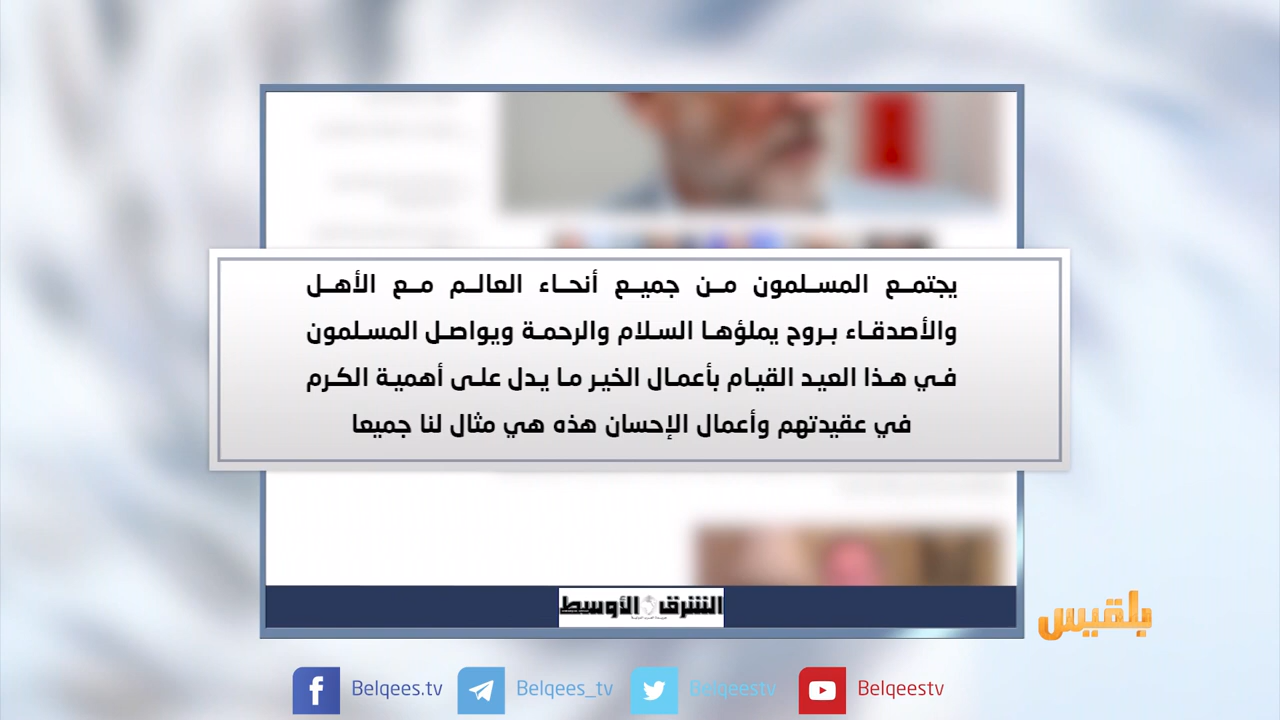 يجتمع المسلمون من جميع أنحاء العالم مع الأهل
والأصدقاء بروح يملؤها السلام والرحمة ويواصل المسلمون
في هذا العيد القيام بأعمال الخير ما يدل على أهمية الكرم
في عقيدتهم وأعمال الإحسان هذه هي مثال لنا جميعا
الشرق الأوسط
بلقيس
Belqees.tv Belqees_tv Belqeestv Belqeestv